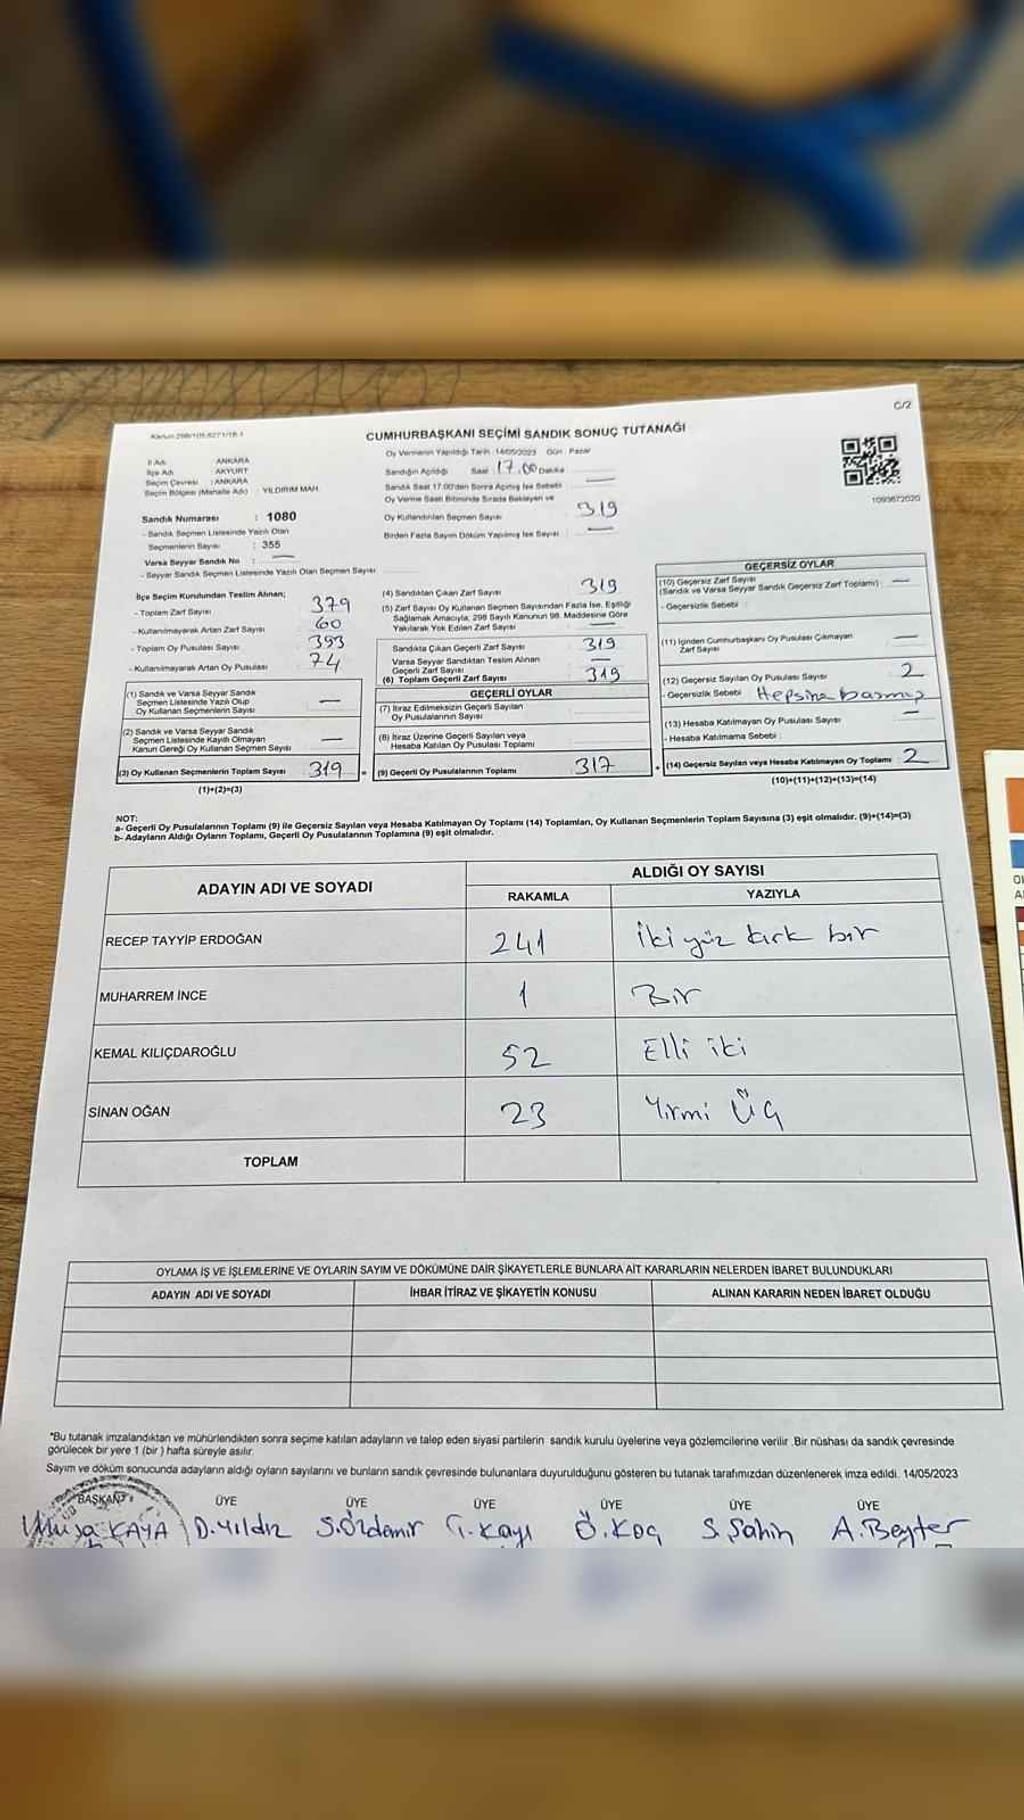 C/2
CUMHURBAŞKANI SEÇİMİ SANDIK SONUÇ TUTANAĞI
İl Adı : ANKARA
İlçe Adı : AKYURT
Seçim Çevresi : ANKARA
Seçim Bölgesi (Mahalle Adı) : YILDIRIM MAH.
Sandık Numarası : 1080
- Sandık Seçmen Listesinde Yazılı Olan
Seçmenlerin Sayısı : 355
Varsa Seyyar Sandık No : —
- Seyyar Sandık Seçmen Listesinde Yazılı Olan Seçmen Sayısı
Oy Vermenin Yapıldığı Tarih : 14/05/2023 Gün : Pazar
Sandığın Açıldığı Saat 17.00 Dakika
Sandık Saat 17:00'den Sonra Açılmış İse Sebebi —
Oy Verme Saati Bitiminde Sırada Bekleyen ve
Oy Kullandırılan Seçmen Sayısı 319
Birden Fazla Sayım Döküm Yapılmış İse Sayısı —
1093672020
İlçe Seçim Kurulundan Teslim Alınan;
- Toplam Zarf Sayısı 379
- Kullanılmayarak Artan Zarf Sayısı 60
- Toplam Oy Pusulası Sayısı 393
- Kullanılmayarak Artan Oy Pusulası 74
(1) Sandık ve Varsa Seyyar Sandık
Seçmen Listesinde Yazılı Olup
Oy Kullanan Seçmenlerin Sayısı —
(2) Sandık ve Varsa Seyyar Sandık
Seçmen Listesinde Kayıtlı Olmayan
Kanun Gereği Oy Kullanan Seçmen Sayısı —
(3) Oy Kullanan Seçmenlerin Toplam Sayısı 319
(1)+(2)=(3)
(4) Sandıktan Çıkan Zarf Sayısı 319
(5) Zarf Sayısı Oy Kullanan Seçmen Sayısından Fazla İse, Eşitliği
Sağlamak Amacıyla, 298 Sayılı Kanunun 98. Maddesine Göre
Yakılarak Yok Edilen Zarf Sayısı —
Sandıkta Çıkan Geçerli Zarf Sayısı 319
Varsa Seyyar Sandıktan Teslim Alınan
Geçerli Zarf Sayısı —
(6) Toplam Geçerli Zarf Sayısı 319
GEÇERLİ OYLAR
(7) İtiraz Edilmeksizin Geçerli Sayılan
Oy Pusulalarının Sayısı
(8) İtiraz Üzerine Geçerli Sayılan veya
Hesaba Katılan Oy Pusulası Toplamı
= (9) Geçerli Oy Pusulalarının Toplamı 317
GEÇERSİZ OYLAR
(10) Geçersiz Zarf Sayısı
(Sandık ve Varsa Seyyar Sandık Geçersiz Zarf Toplamı) : —
- Geçersizlik Sebebi :
(11) İçinden Cumhurbaşkanı Oy Pusulası Çıkmayan
Zarf Sayısı —
(12) Geçersiz Sayılan Oy Pusulası Sayısı 2
- Geçersizlik Sebebi Hepsine basmış
(13) Hesaba Katılmayan Oy Pusulası Sayısı —
- Hesaba Katılmama Sebebi :
+ (14) Geçersiz Sayılan veya Hesaba Katılmayan Oy Toplamı 2
(10)+(11)+(12)+(13)=(14)
NOT:
a- Geçerli Oy Pusulalarının Toplamı (9) ile Geçersiz Sayılan veya Hesaba Katılmayan Oy Toplamı (14) Toplamları, Oy Kullanan Seçmenlerin Toplam Sayısına (3) eşit olmalıdır. (9)+(14)=(3)
b- Adayların Aldığı Oyların Toplamı, Geçerli Oy Pusulalarının Toplamına (9) eşit olmalıdır.
ADAYIN ADI VE SOYADI
ALDIĞI OY SAYISI
RAKAMLA YAZIYLA
RECEP TAYYİP ERDOĞAN 241 İki yüz kırk bir
MUHARREM İNCE 1 Bir
KEMAL KILIÇDAROĞLU 52 Elli iki
SİNAN OĞAN 23 Yirmi Üç
TOPLAM
OYLAMA İŞ VE İŞLEMLERİNE VE OYLARIN SAYIM VE DÖKÜMÜNE DAİR ŞİKAYETLERLE BUNLARA AİT KARARLARIN NELERDEN İBARET BULUNDUKLARI
ADAYIN ADI VE SOYADI İHBAR İTİRAZ VE ŞİKAYETİN KONUSU ALINAN KARARIN NEDEN İBARET OLDUĞU
*Bu tutanak imzalandıktan ve mühürlendikten sonra seçime katılan adayların ve talep eden siyasi partilerin sandık kurulu üyelerine veya gözlemcilerine verilir. Bir nüshası da sandık çevresinde
görülecek bir yere 1 (bir) hafta süreyle asılır.
Sayım ve döküm sonucunda adayların aldığı oyların sayılarını ve bunların sandık çevresinde bulunanlara duyurulduğunu gösteren bu tutanak tarafımızdan düzenlenerek imza edildi. 14/05/2023
BAŞKAN ÜYE ÜYE ÜYE ÜYE ÜYE ÜYE
Musa KAYA D.Yıldız S.Özdemir T.Kayı Ö.Koç S.Şahin A.Beyter